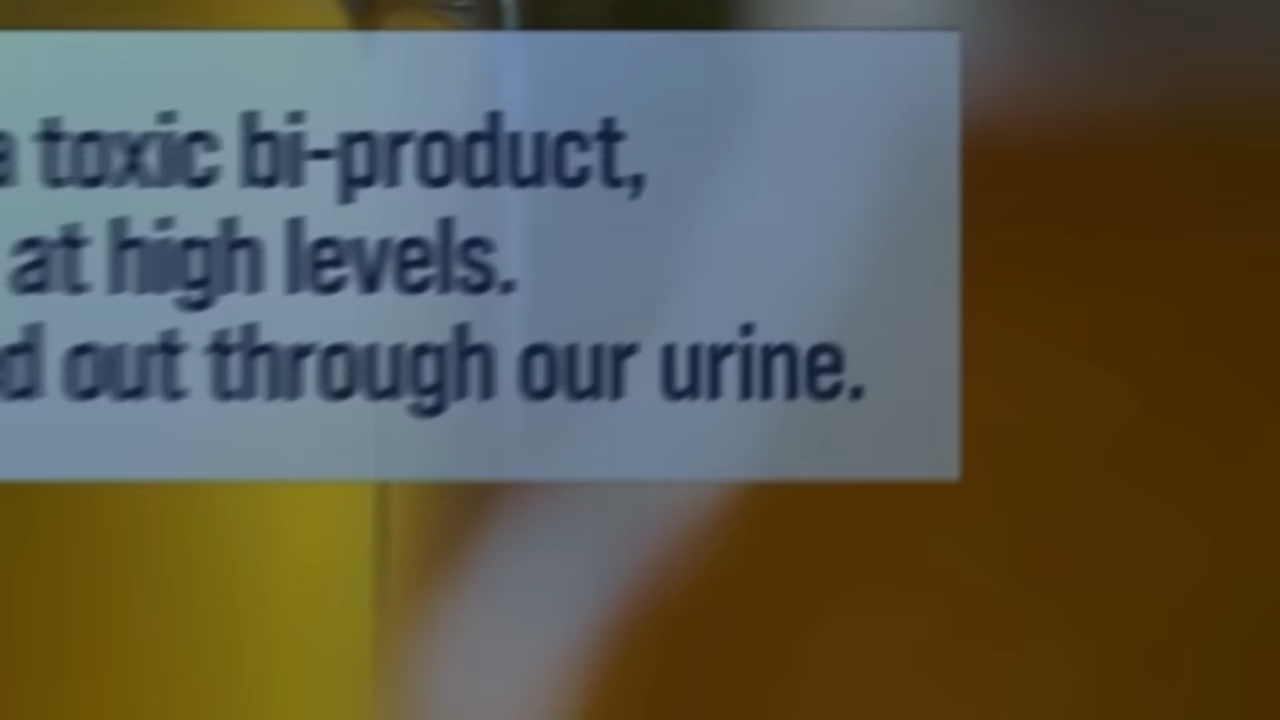 a toxic bi-product,
at high levels.
out through our urine.